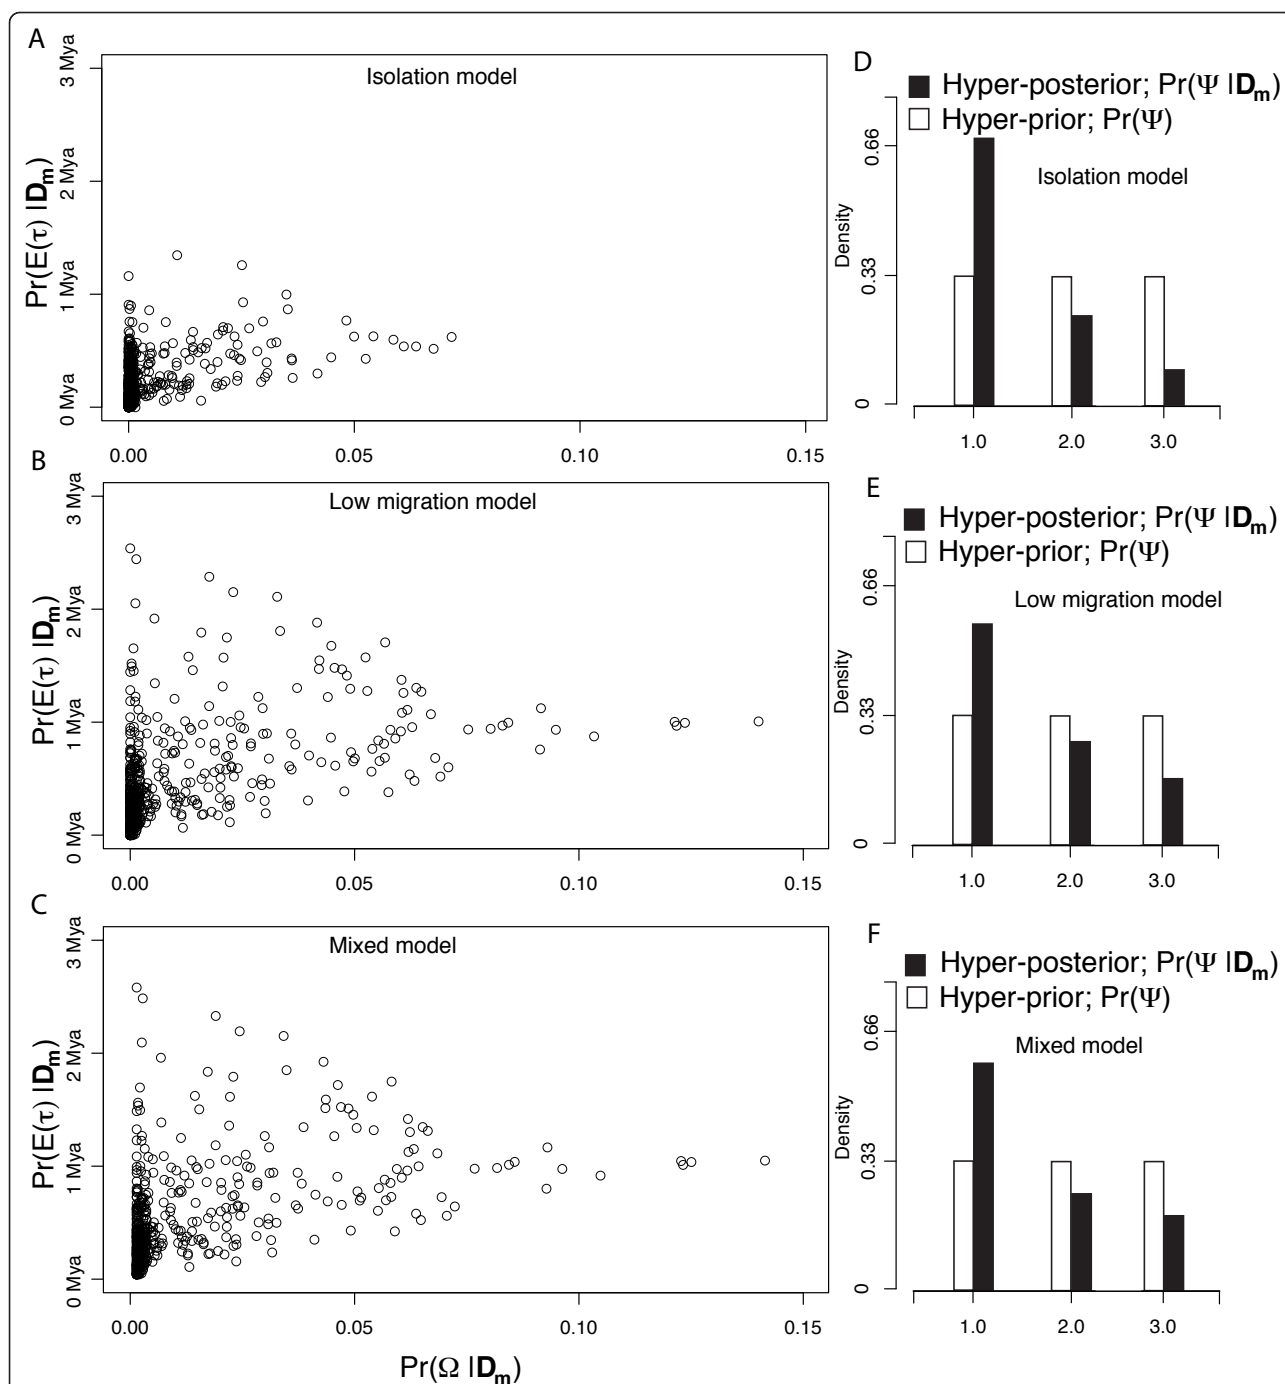 A
Isolation model
Pr(E(τ) |Dm)
3 Mya
2 Mya
1 Mya
0 Mya
0.00 0.05 0.10 0.15
B
Low migration model
Pr(E(τ) |Dm)
3 Mya
2 Mya
1 Mya
0 Mya
0.00 0.05 0.10 0.15
C
Mixed model
Pr(E(τ) |Dm)
3 Mya
2 Mya
1 Mya
0 Mya
0.00 0.05 0.10 0.15
Pr(Ω |Dm)
D
Hyper-posterior; Pr(Ψ |Dm)
Hyper-prior; Pr(Ψ)
Isolation model
Density
0.66
0.33
0
1.0 2.0 3.0
E
Hyper-posterior; Pr(Ψ |Dm)
Hyper-prior; Pr(Ψ)
Low migration model
Density
0.66
0.33
0
1.0 2.0 3.0
F
Hyper-posterior; Pr(Ψ |Dm)
Hyper-prior; Pr(Ψ)
Mixed model
Density
0.66
0.33
0
1.0 2.0 3.0